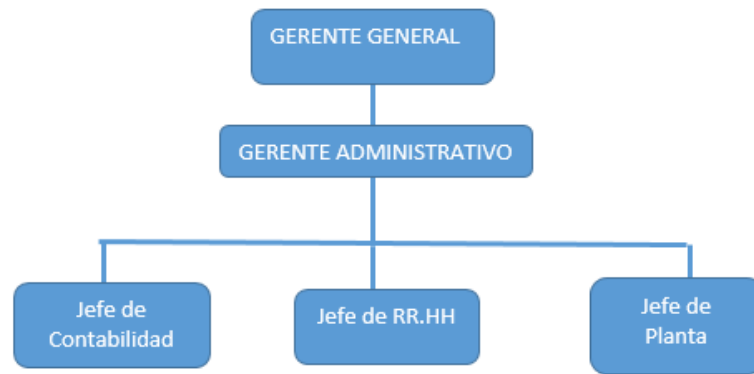 GERENTE GENERAL
GERENTE ADMINISTRATIVO
Jefe de
Contabilidad
Jefe de RR.HH
Jefe de
Planta